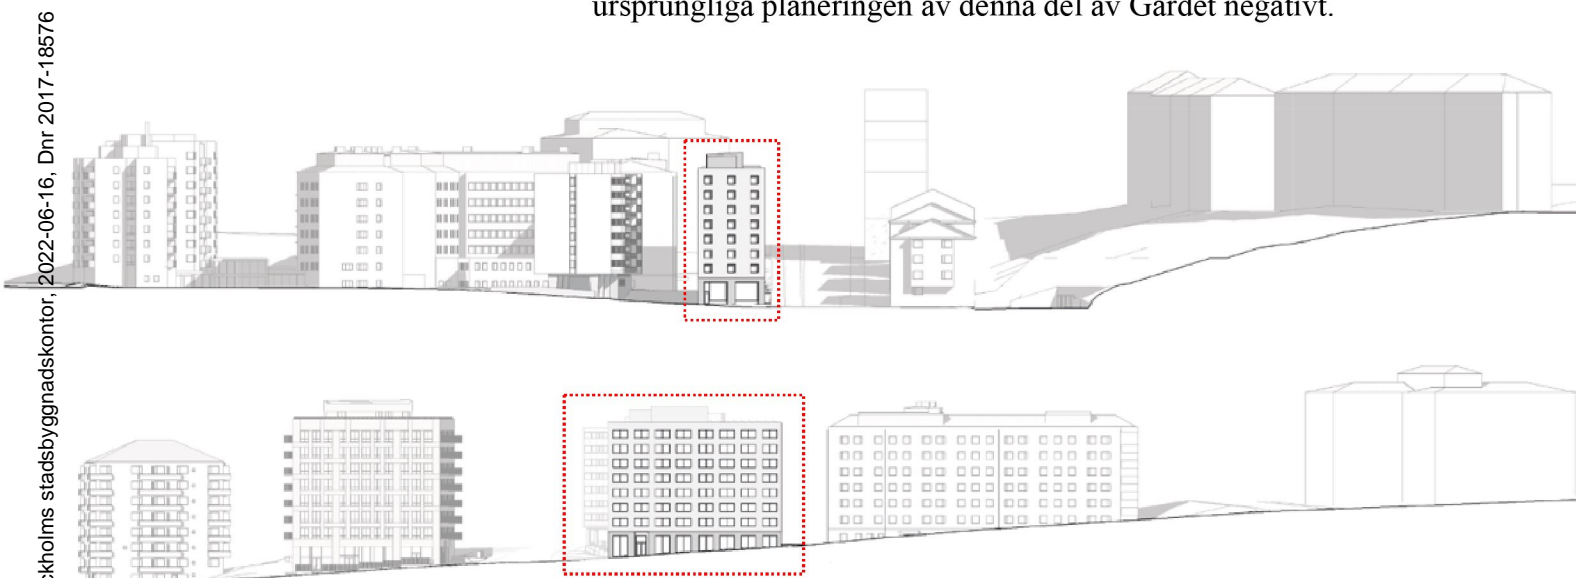 ursprungliga planeringen av denna del av Gärdet negativt.
ckholms stadsbyggnadskontor, 2022-06-16, Dnr 2017-18576